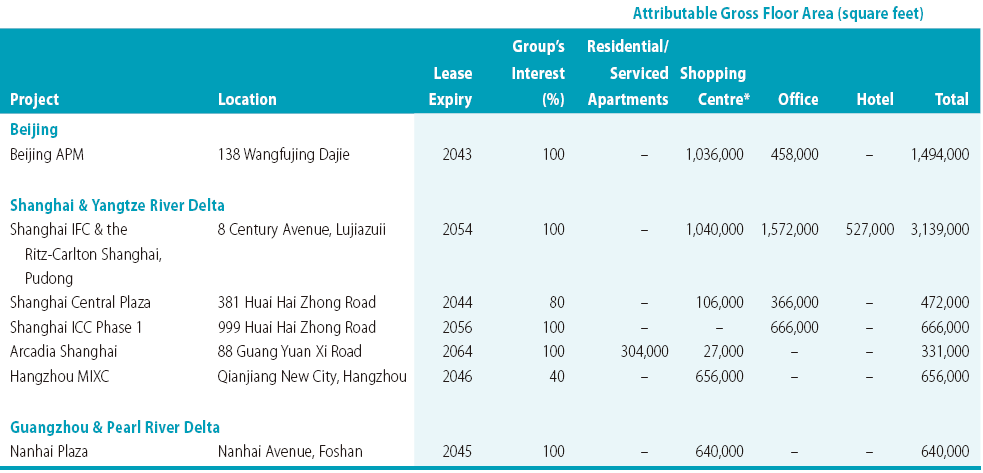 Attributable Gross Floor Area (square feet)
Group’s Residential/
Lease Interest Serviced Shopping
Project Location Expiry (%) Apartments Centre* Office Hotel Total
Beijing
Beijing APM 138 Wangfujing Dajie 2043 100 – 1,036,000 458,000 – 1,494,000
Shanghai & Yangtze River Delta
Shanghai IFC & the 8 Century Avenue, Lujiazuii 2054 100 – 1,040,000 1,572,000 527,000 3,139,000
Ritz-Carlton Shanghai,
Pudong
Shanghai Central Plaza 381 Huai Hai Zhong Road 2044 80 – 106,000 366,000 – 472,000
Shanghai ICC Phase 1 999 Huai Hai Zhong Road 2056 100 – – 666,000 – 666,000
Arcadia Shanghai 88 Guang Yuan Xi Road 2064 100 304,000 27,000 – – 331,000
Hangzhou MIXC Qianjiang New City, Hangzhou 2046 40 – 656,000 – – 656,000
Guangzhou & Pearl River Delta
Nanhai Plaza Nanhai Avenue, Foshan 2045 100 – 640,000 – – 640,000